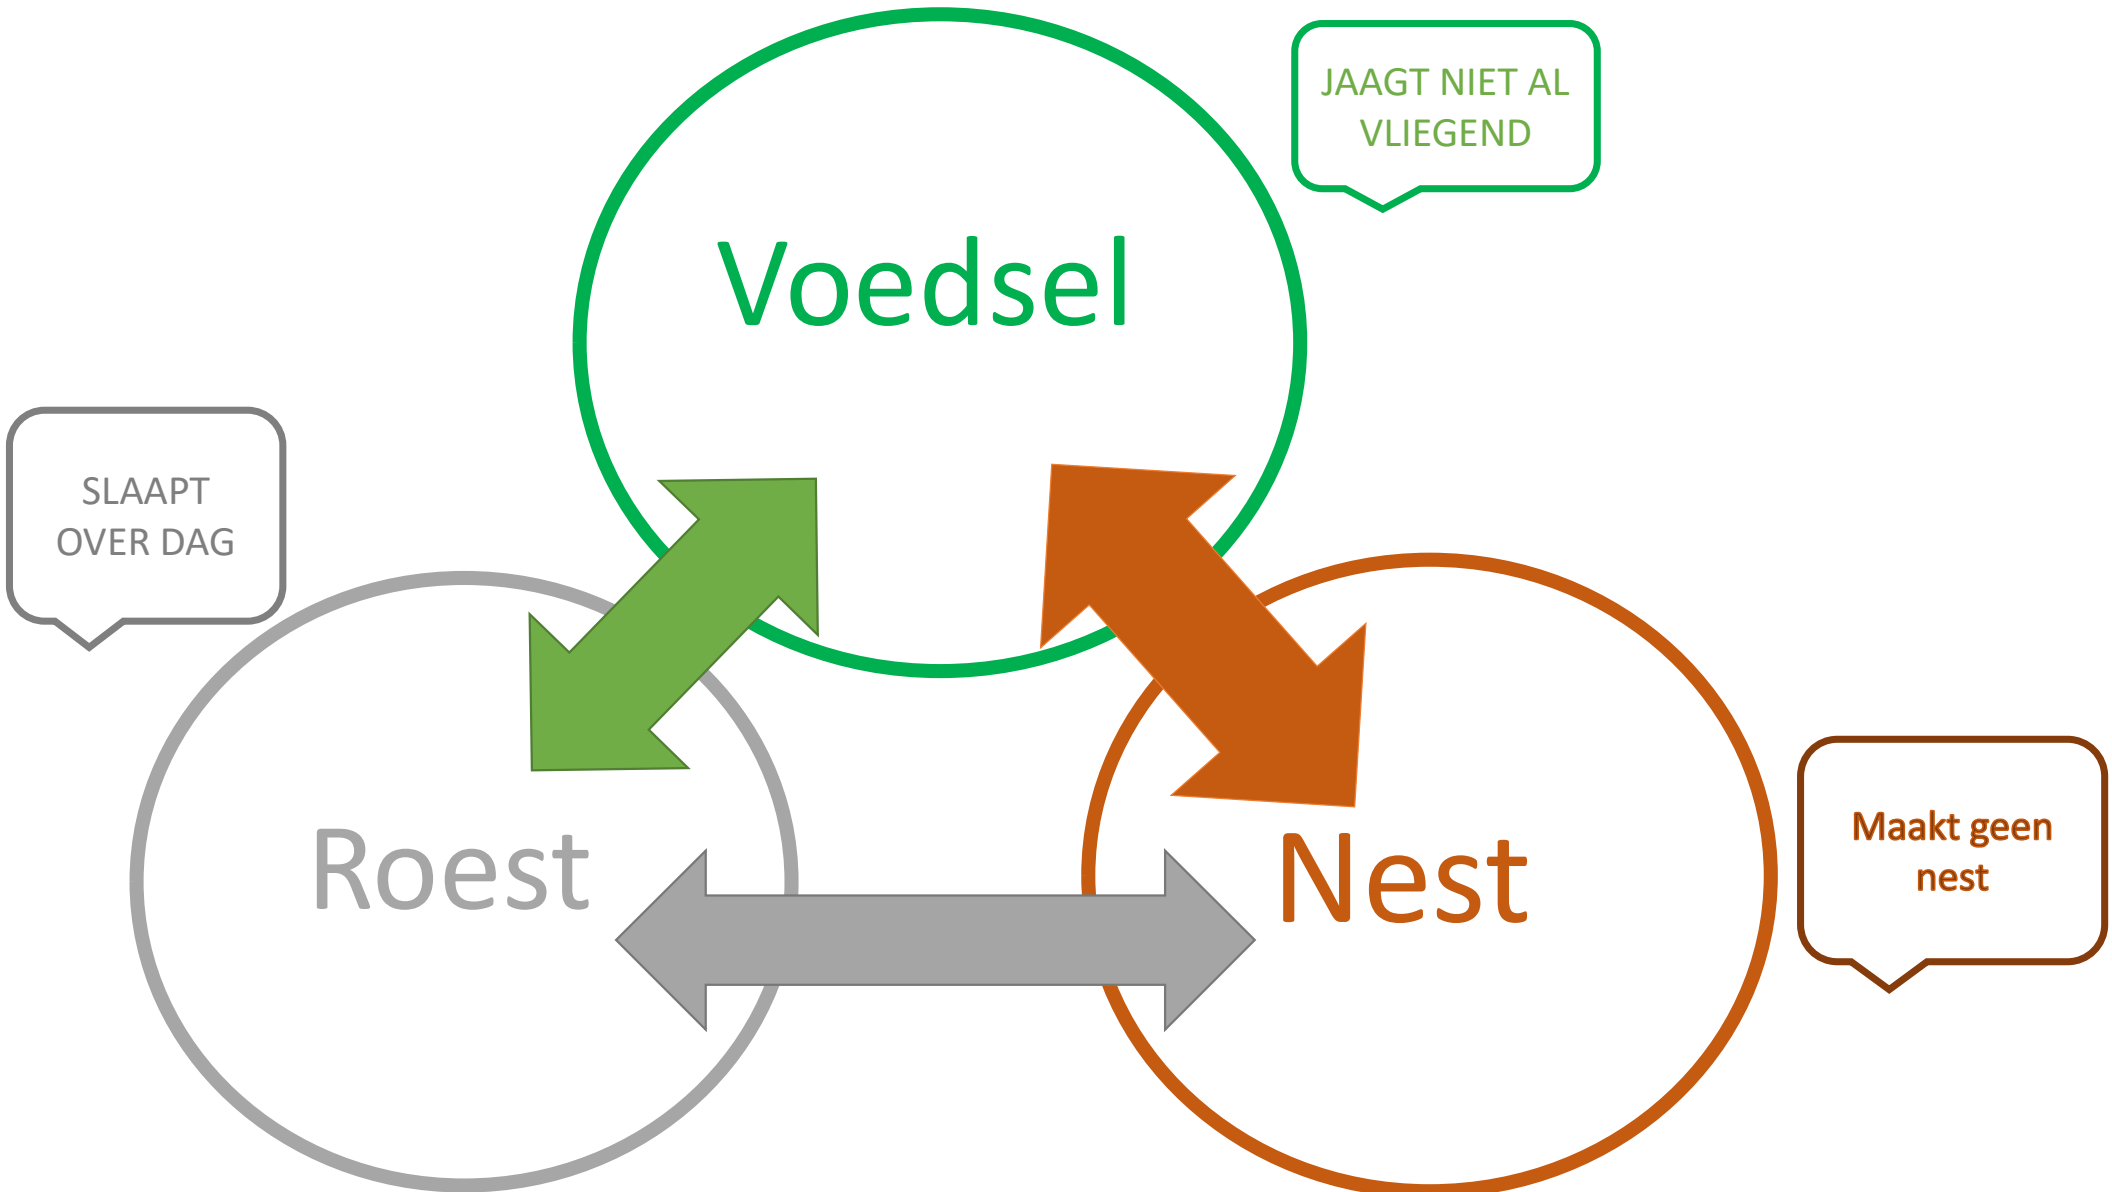 JAAGT NIET AL
VLIEGEND
Voedsel
SLAAPT
OVER DAG
Roest
Nest
Maakt geen
nest